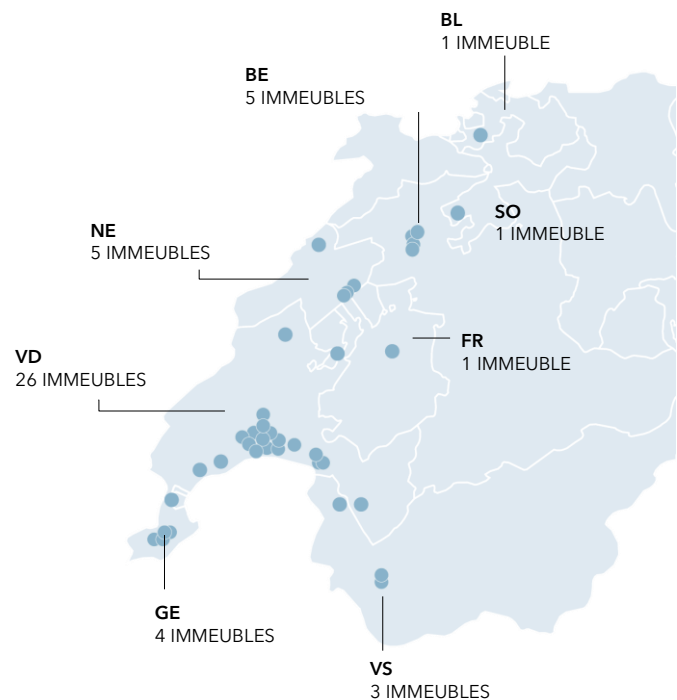 BL
1 IMMEUBLE
BE
5 IMMEUBLES
SO
1 IMMEUBLE
NE
5 IMMEUBLES
FR
1 IMMEUBLE
VD
26 IMMEUBLES
GE
4 IMMEUBLES
VS
3 IMMEUBLES